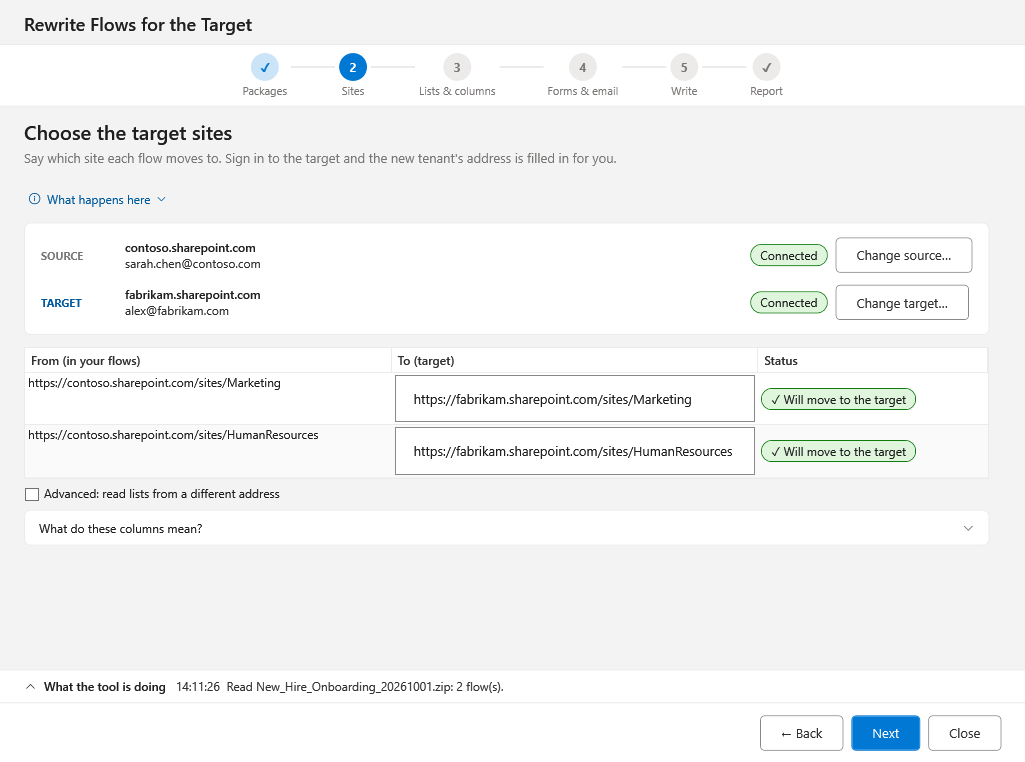 Rewrite Flows for the Target
✓ 2 3 4 5 ✓
Packages Sites Lists & columns Forms & email Write Report
Choose the target sites
Say which site each flow moves to. Sign in to the target and the new tenant's address is filled in for you.
What happens here
SOURCE contoso.sharepoint.com Connected Change source...
sarah.chen@contoso.com
TARGET fabrikam.sharepoint.com Connected Change target...
alex@fabrikam.com
From (in your flows) To (target) Status
https://contoso.sharepoint.com/sites/Marketing https://fabrikam.sharepoint.com/sites/Marketing ✓ Will move to the target
https://contoso.sharepoint.com/sites/HumanResources https://fabrikam.sharepoint.com/sites/HumanResources ✓ Will move to the target
Advanced: read lists from a different address
What do these columns mean?
What the tool is doing 14:11:26 Read New_Hire_Onboarding_20261001.zip: 2 flow(s).
← Back Next Close